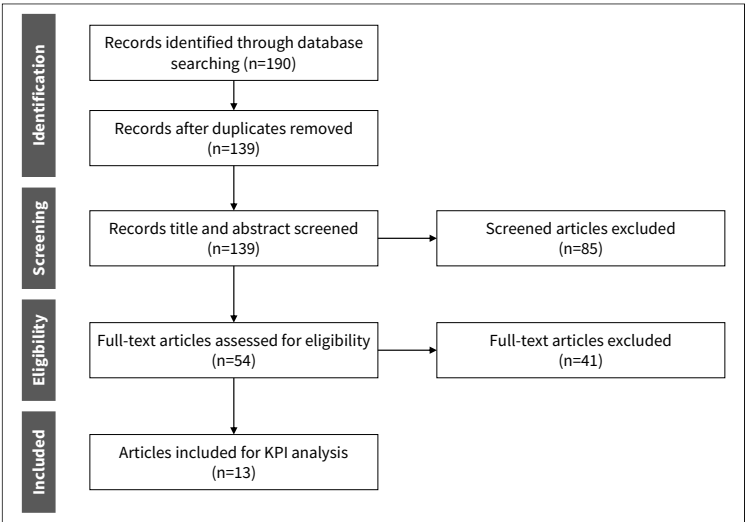 Identification
Records identified through database
searching (n=190)
Records after duplicates removed
(n=139)
Screening
Records title and abstract screened
(n=139)
Screened articles excluded
(n=85)
Eligibility
Full-text articles assessed for eligibility
(n=54)
Full-text articles excluded
(n=41)
Included
Articles included for KPI analysis
(n=13)